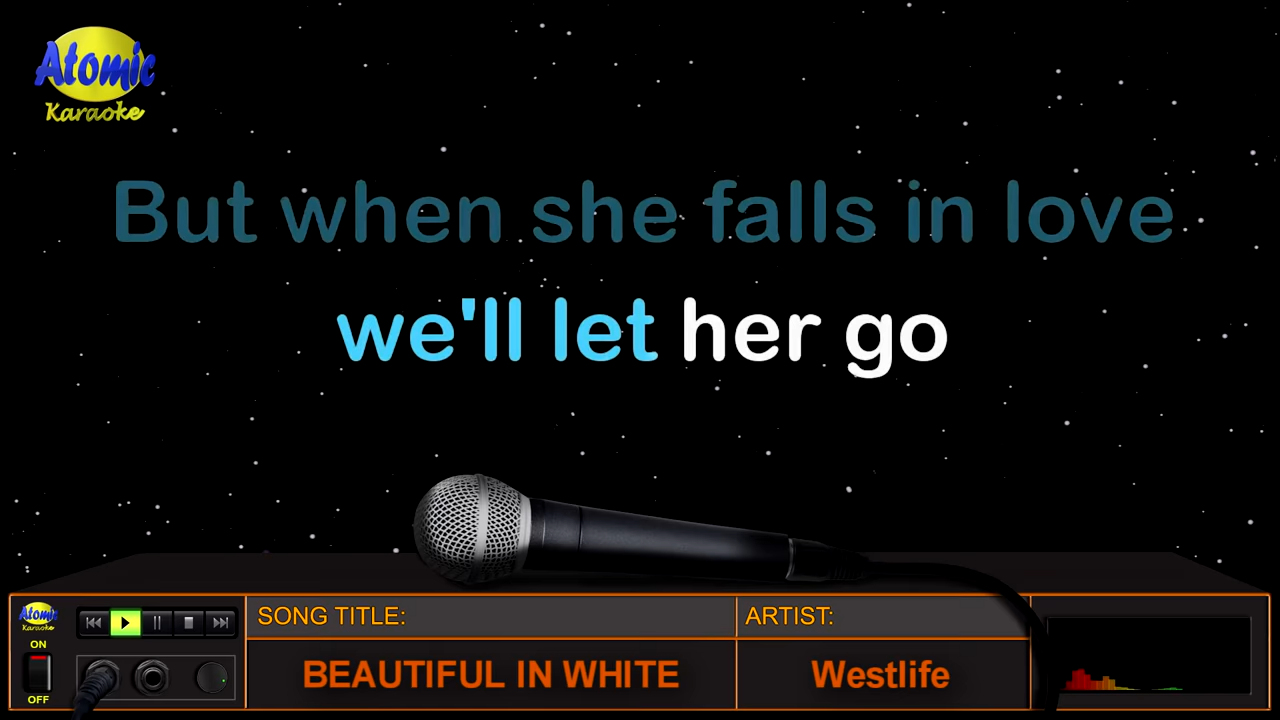 Atomic
Karaoke
But when she falls in love
we'll let her go
Atomic
Karaoke
ON
OFF
SONG TITLE:
BEAUTIFUL IN WHITE
ARTIST:
Westlife